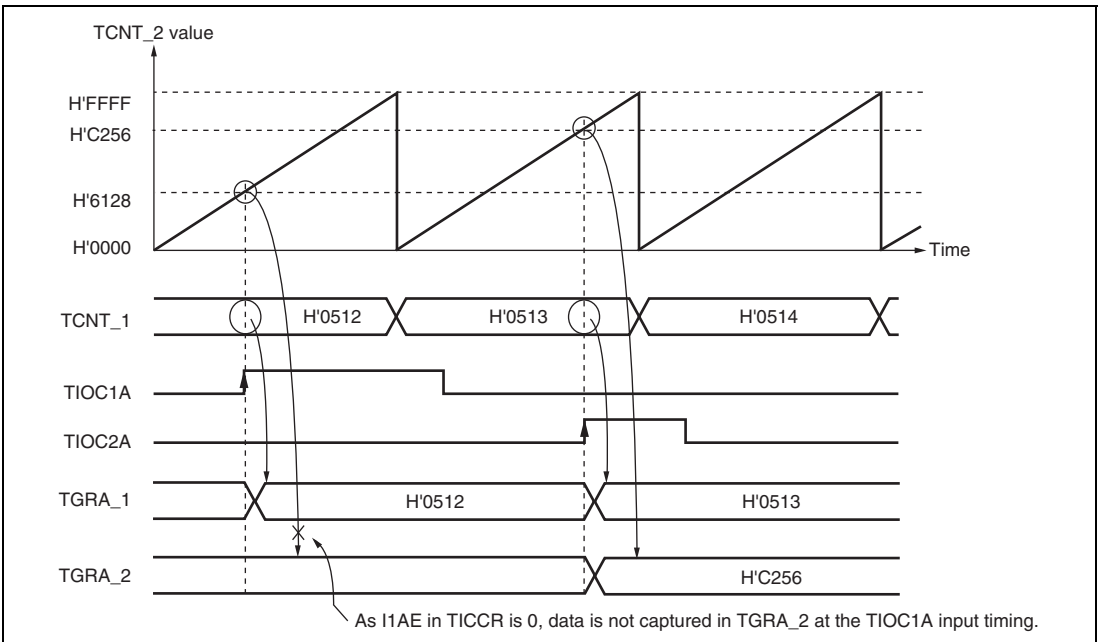 TCNT_2 value
H'FFFF
H'C256
H'6128
H'0000
Time
TCNT_1
H'0512
H'0513
H'0514
TIOC1A
TIOC2A
TGRA_1
H'0512
H'0513
TGRA_2
H'C256
As I1AE in TICCR is 0, data is not captured in TGRA_2 at the TIOC1A input timing.